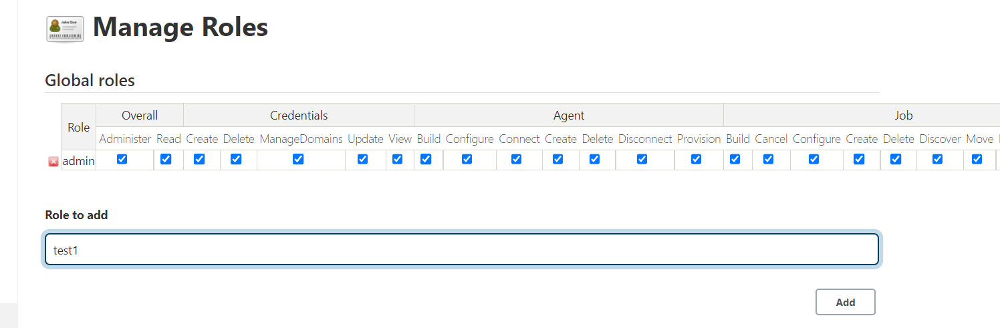 Manage Roles
Global roles
Role Overall Credentials Agent Job
Administer Read Create Delete ManageDomains Update View Build Configure Connect Create Delete Disconnect Provision Build Cancel Configure Create Delete Discover Move
admin
Role to add
test1
Add